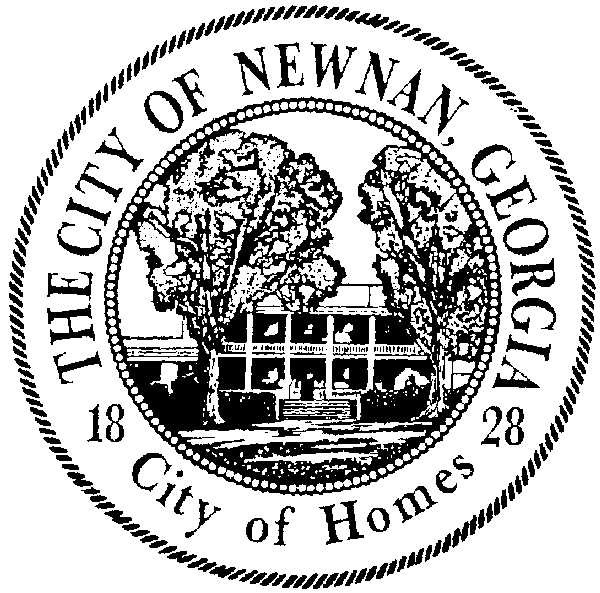 THE CITY OF NEWNAN, GEORGIA
18 28
City of Homes